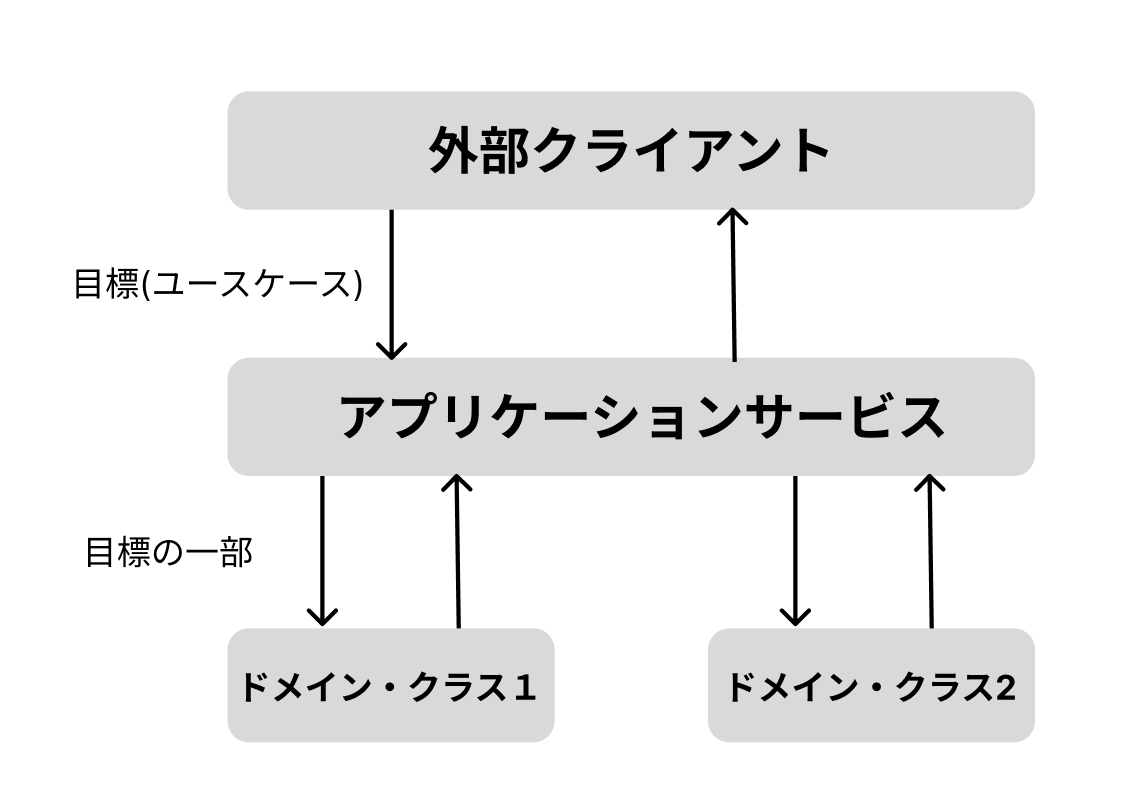 外部クライアント
目標(ユースケース)
アプリケーションサービス
目標の一部
ドメイン・クラス１
ドメイン・クラス2